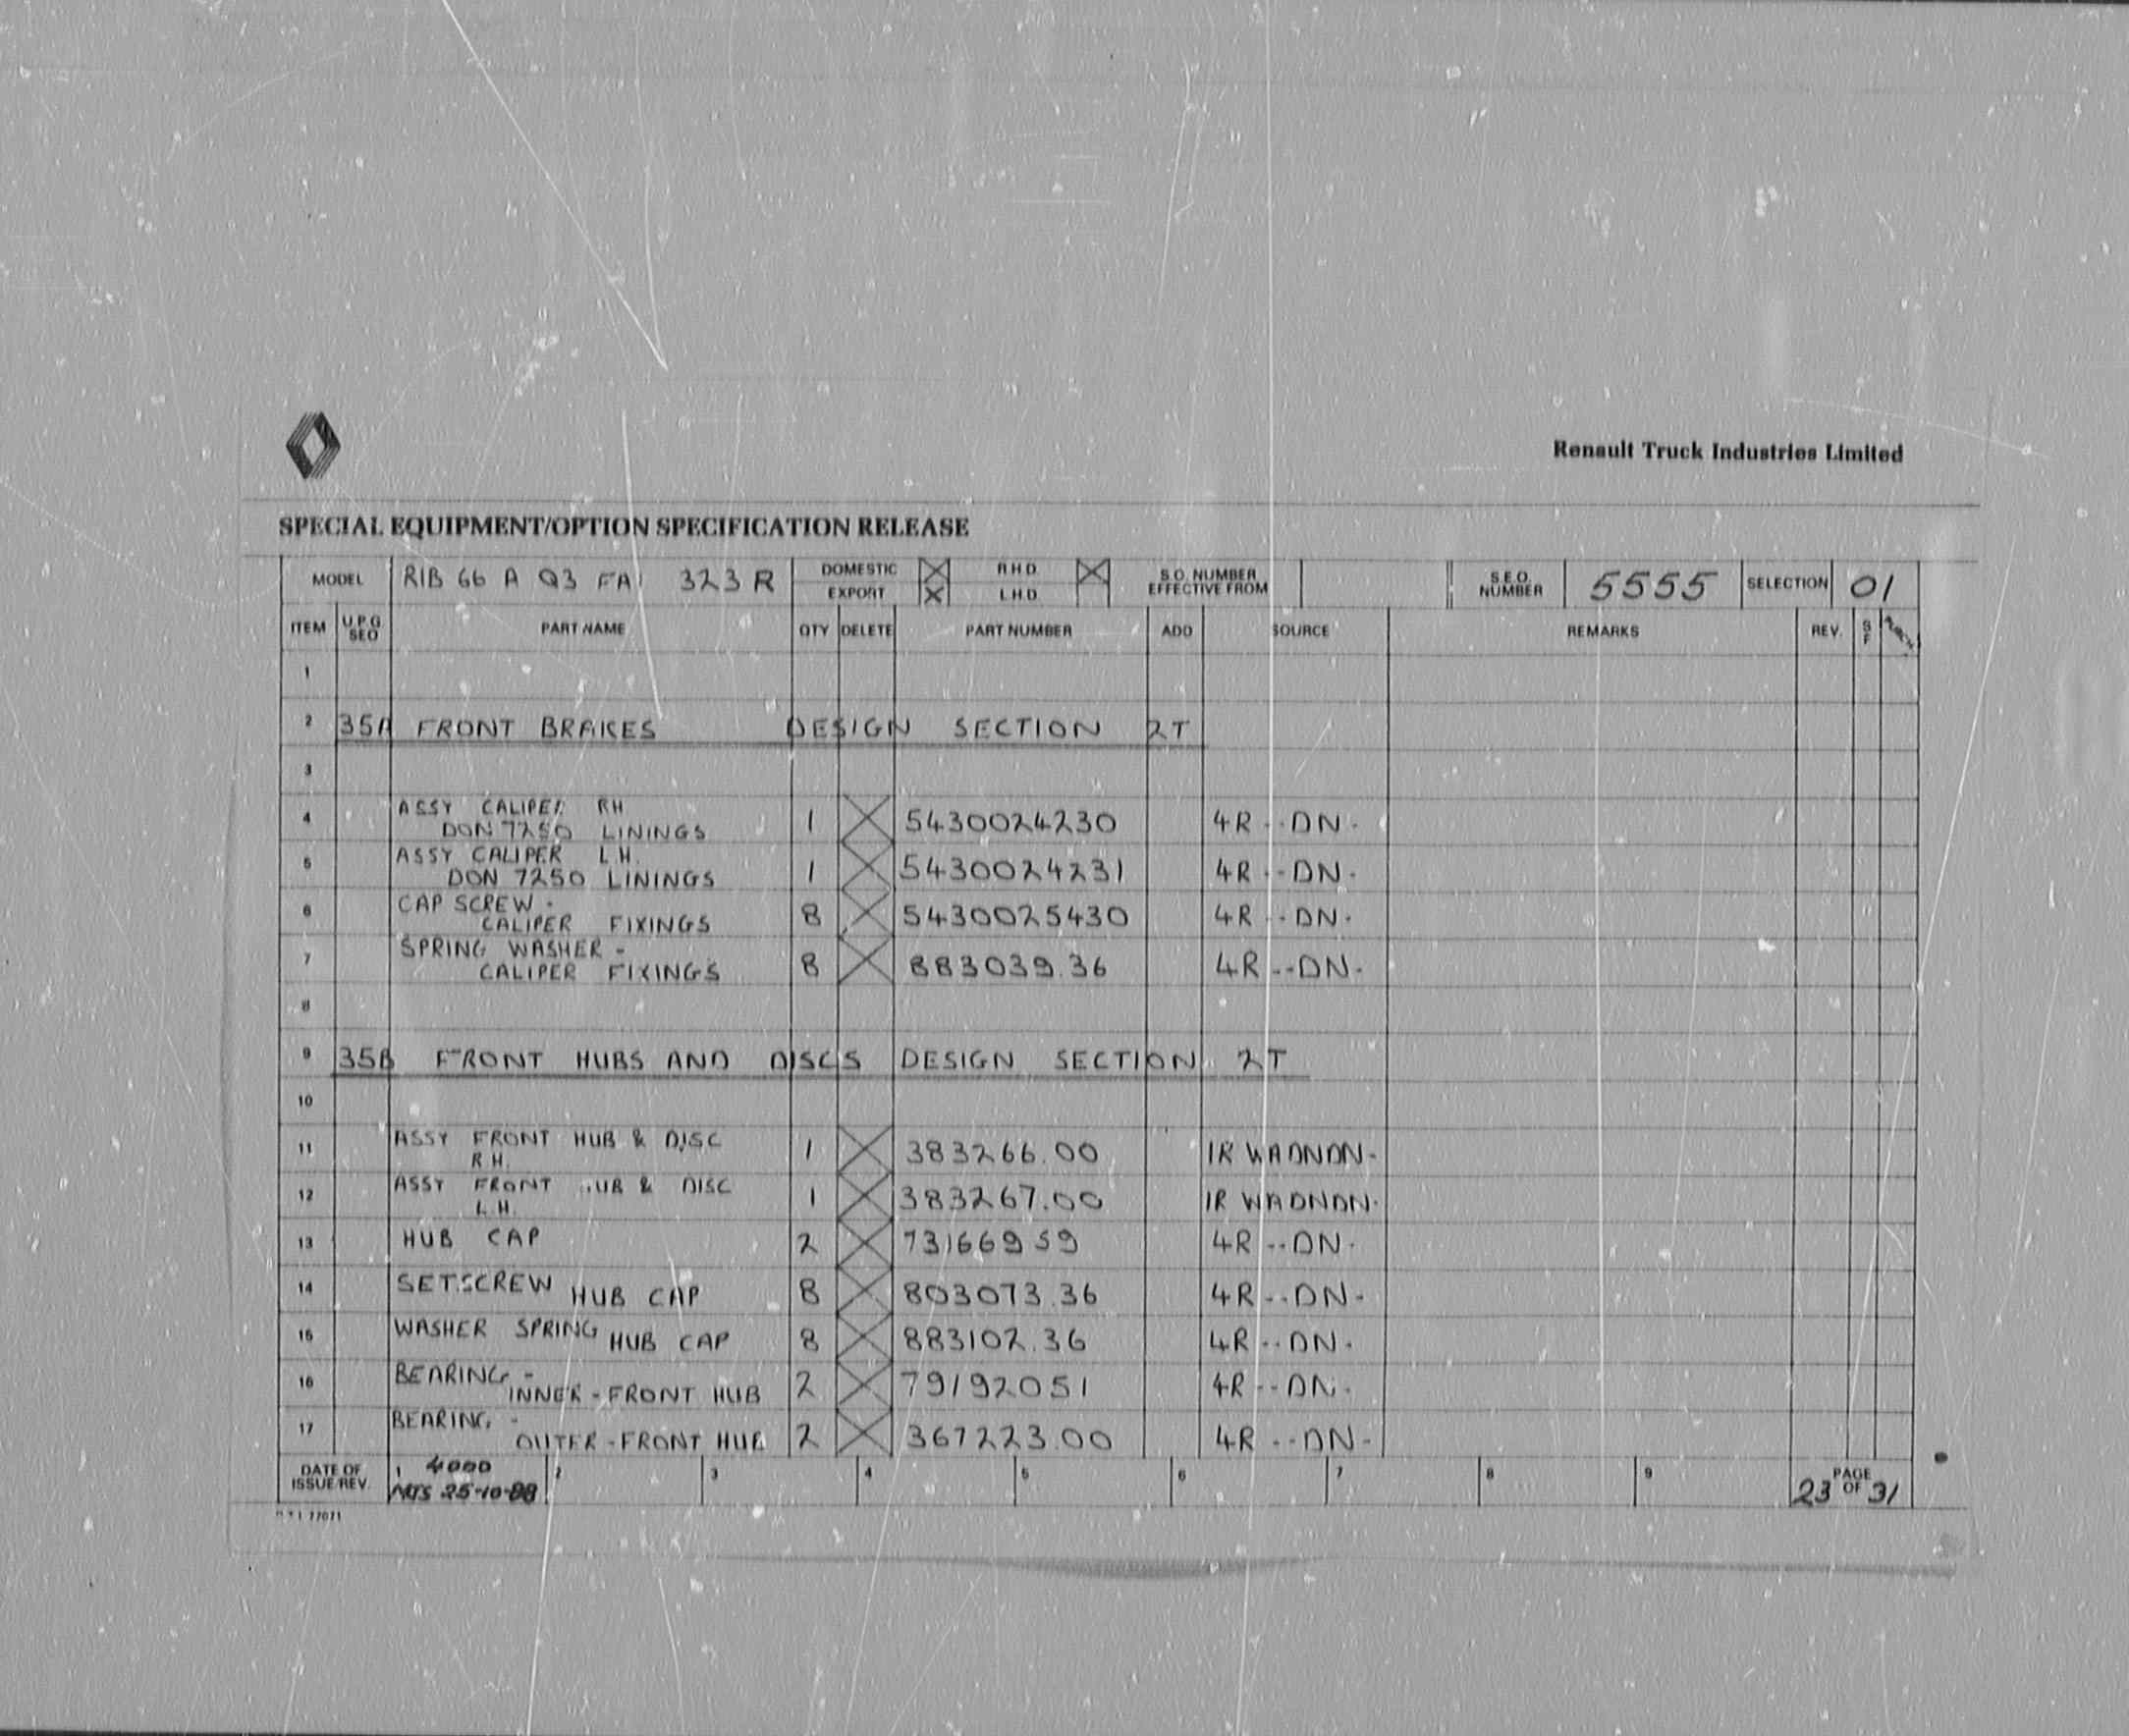 Renault Truck Industries Limited
SPECIAL EQUIPMENT/OPTION SPECIFICATION RELEASE
MODEL RIB 66 A Q3 FA 323 R DOMESTIC X R.H.D. X S.O. NUMBER EFFECTIVE FROM S.E.O. NUMBER 5555 SELECTION 01
EXPORT X L.H.D.
ITEM U.P.G. SEO PART NAME QTY DELETE PART NUMBER ADD SOURCE REMARKS REV. S F
1
2 35A FRONT BRAKES DESIGN SECTION 2T
3
4 ASSY CALIPER RH
DON 7250 LININGS 1 X 5430024230 4R--DN-
5 ASSY CALIPER L.H.
DON 7250 LININGS 1 X 5430024231 4R--DN-
6 CAP SCREW -
CALIPER FIXINGS 8 X 5430025430 4R--DN-
7 SPRING WASHER -
CALIPER FIXINGS 8 X 883039.36 4R--DN-
8
9 35B FRONT HUBS AND DISCS DESIGN SECTION 2T
10
11 ASSY FRONT HUB & DISC
R.H. 1 X 383266.00 1R WADNDN-
12 ASSY FRONT HUB & DISC
L.H. 1 X 383267.00 1R WADNDN-
13 HUB CAP 2 X 73166959 4R--DN-
14 SETSCREW HUB CAP 8 X 803073.36 4R--DN-
15 WASHER SPRING HUB CAP 8 X 883102.36 4R--DN-
16 BEARING -
INNER-FRONT HUB 2 X 79192051 4R--DN-
17 BEARING -
OUTER-FRONT HUB 2 X 367223.00 4R--DN-
DATE OF ISSUE/REV. 1 4000 2 3 4 5 6 7 8 9 PAGE 23 OF 31
25-10-88